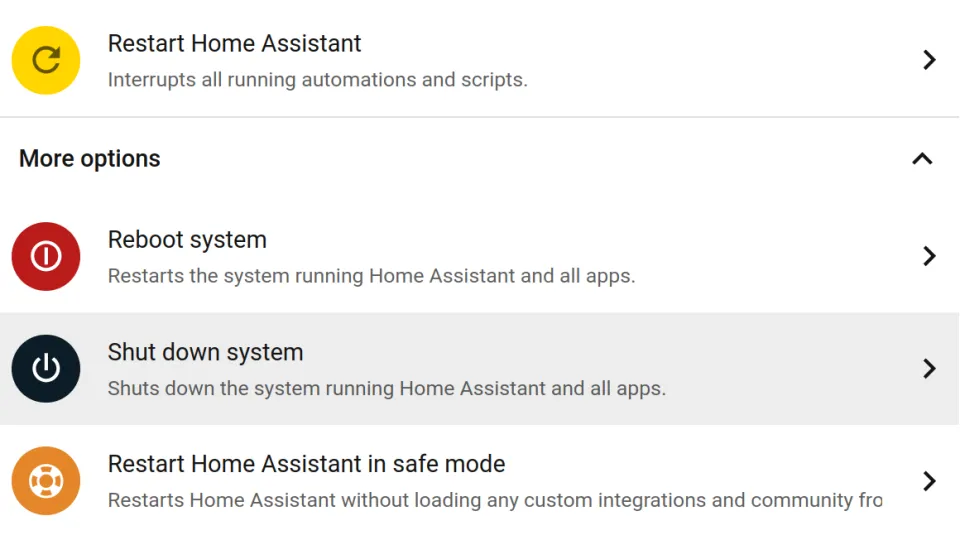 Restart Home Assistant
Interrupts all running automations and scripts.
More options
Reboot system
Restarts the system running Home Assistant and all apps.
Shut down system
Shuts down the system running Home Assistant and all apps.
Restart Home Assistant in safe mode
Restarts Home Assistant without loading any custom integrations and community fro